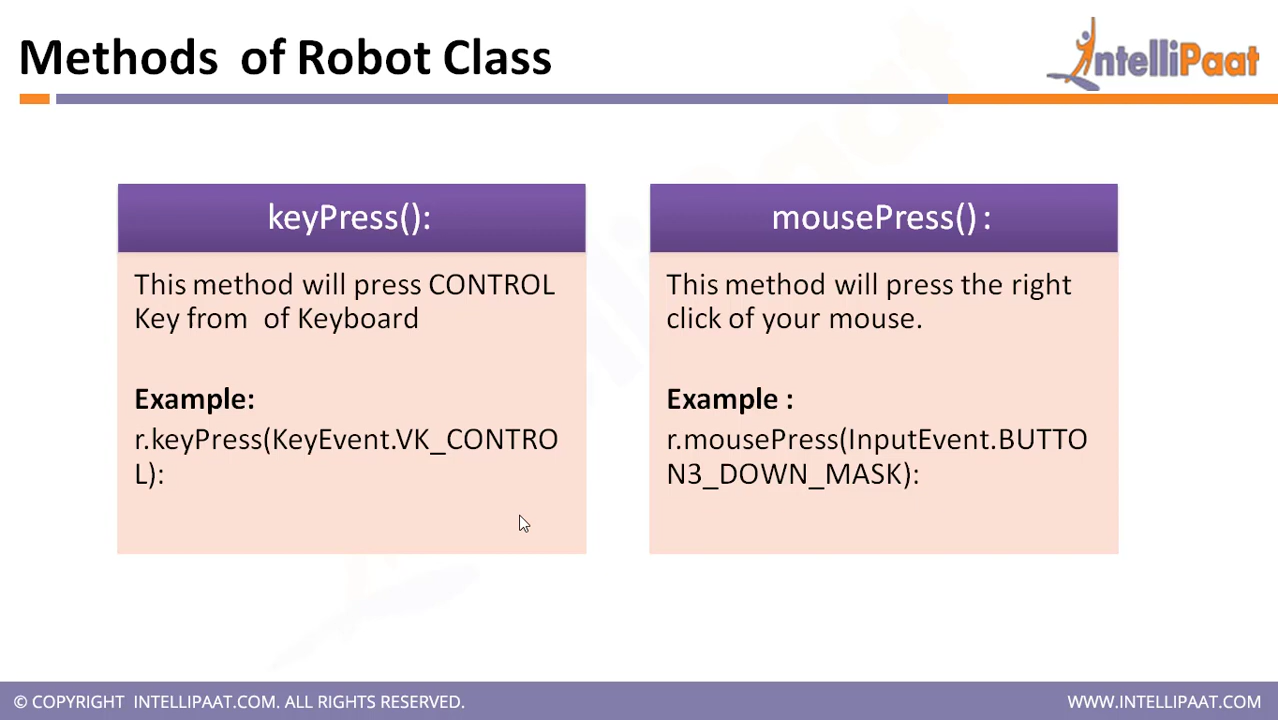 Methods of Robot Class
IntelliPaat
keyPress():
This method will press CONTROL
Key from of Keyboard
Example:
r.keyPress(KeyEvent.VK_CONTRO
L):
mousePress() :
This method will press the right
click of your mouse.
Example :
r.mousePress(InputEvent.BUTTO
N3_DOWN_MASK):
© COPYRIGHT INTELLIPAAT.COM. ALL RIGHTS RESERVED.
WWW.INTELLIPAAT.COM